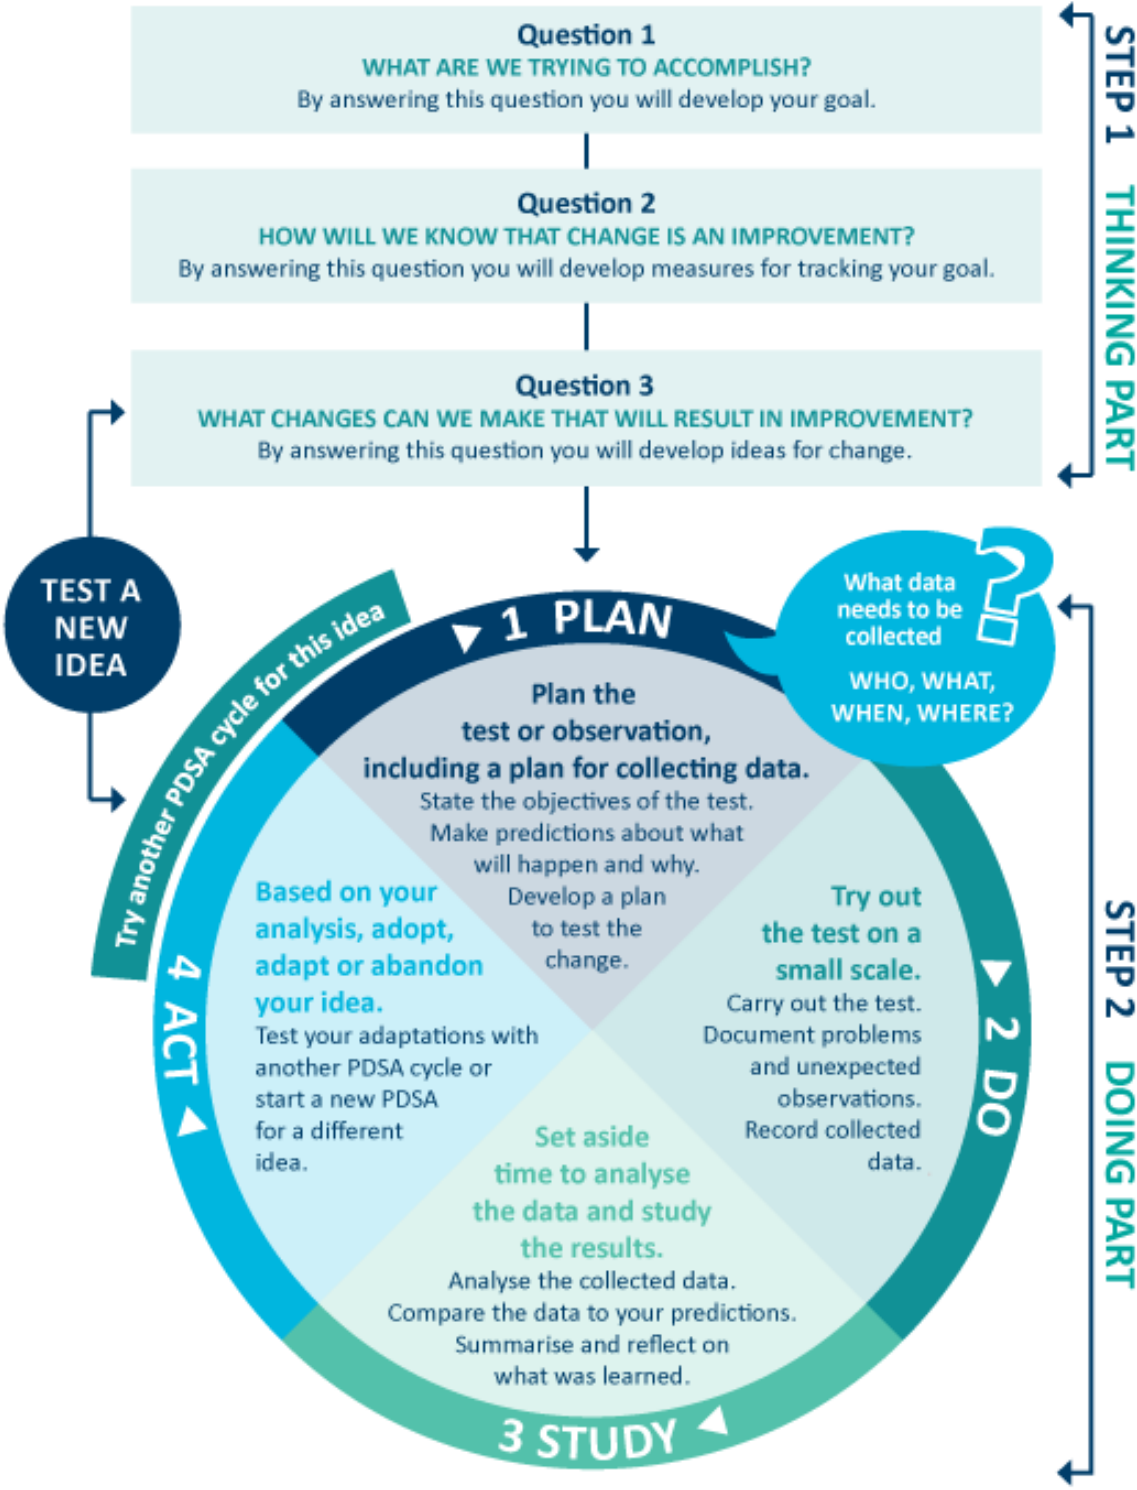 Question 1
WHAT ARE WE TRYING TO ACCOMPLISH?
By answering this question you will develop your goal.
Question 2
HOW WILL WE KNOW THAT CHANGE IS AN IMPROVEMENT?
By answering this question you will develop measures for tracking your goal.
Question 3
WHAT CHANGES CAN WE MAKE THAT WILL RESULT IN IMPROVEMENT?
By answering this question you will develop ideas for change.
STEP 1 THINKING PART
TEST A
NEW
IDEA
Try another PDSA cycle for this idea
1 PLAN
What data
needs to be
collected
?
WHO, WHAT,
WHEN, WHERE?
Plan the
test or observation,
including a plan for collecting data.
State the objectives of the test.
Make predictions about what
will happen and why.
Develop a plan
to test the
change.
2 DO
Try out
the test on a
small scale.
Carry out the test.
Document problems
and unexpected
observations.
Record collected
data.
3 STUDY
Set aside
time to analyse
the data and study
the results.
Analyse the collected data.
Compare the data to your predictions.
Summarise and reflect on
what was learned.
4 ACT
Based on your
analysis, adopt,
adapt or abandon
your idea.
Test your adaptations with
another PDSA cycle or
start a new PDSA
for a different
idea.
STEP 2 DOING PART